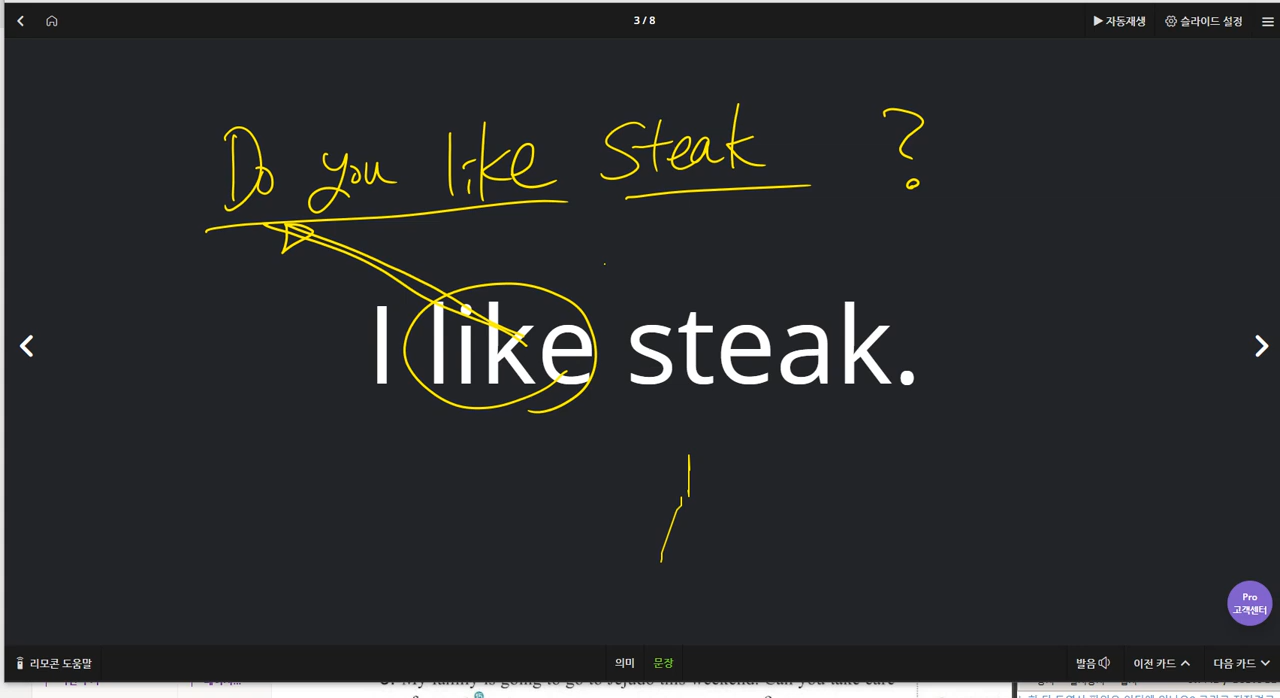 3 / 8
▶ 자동재생
슬라이드 설정
Do you like steak ?
I like steak.
Pro
고객센터
리모콘 도움말
의미
문장
발음
이전 카드
다음 카드